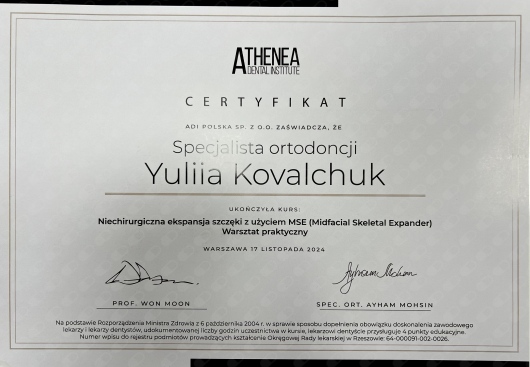 ATHENEA
DENTAL INSTITUTE
CERTYFIKAT
ADI POLSKA SP. Z O.O. ZAŚWIADCZA, ŻE
Specjalista ortodoncji
Yuliia Kovalchuk
UKOŃCZYŁA KURS:
Niechirurgiczna ekspansja szczęki z użyciem MSE (Midfacial Skeletal Expander)
Warsztat praktyczny
WARSZAWA 17 LISTOPADA 2024
Ayham Mohsin
PROF. WON MOON
SPEC. ORT. AYHAM MOHSIN
Na podstawie Rozporządzenia Ministra Zdrowia z 6 października 2004 r. w sprawie sposobu dopełnienia obowiązku doskonalenia zawodowego
lekarzy i lekarzy dentystów, udokumentowanej liczby godzin uczestnictwa w kursie, lekarzowi dentyście przysługuje 4 punkty edukacyjne.
Numer wpisu do rejestru podmiotów prowadzących kształcenie Okręgowej Rady lekarskiej w Rzeszowie: 64-000091-002-0026.